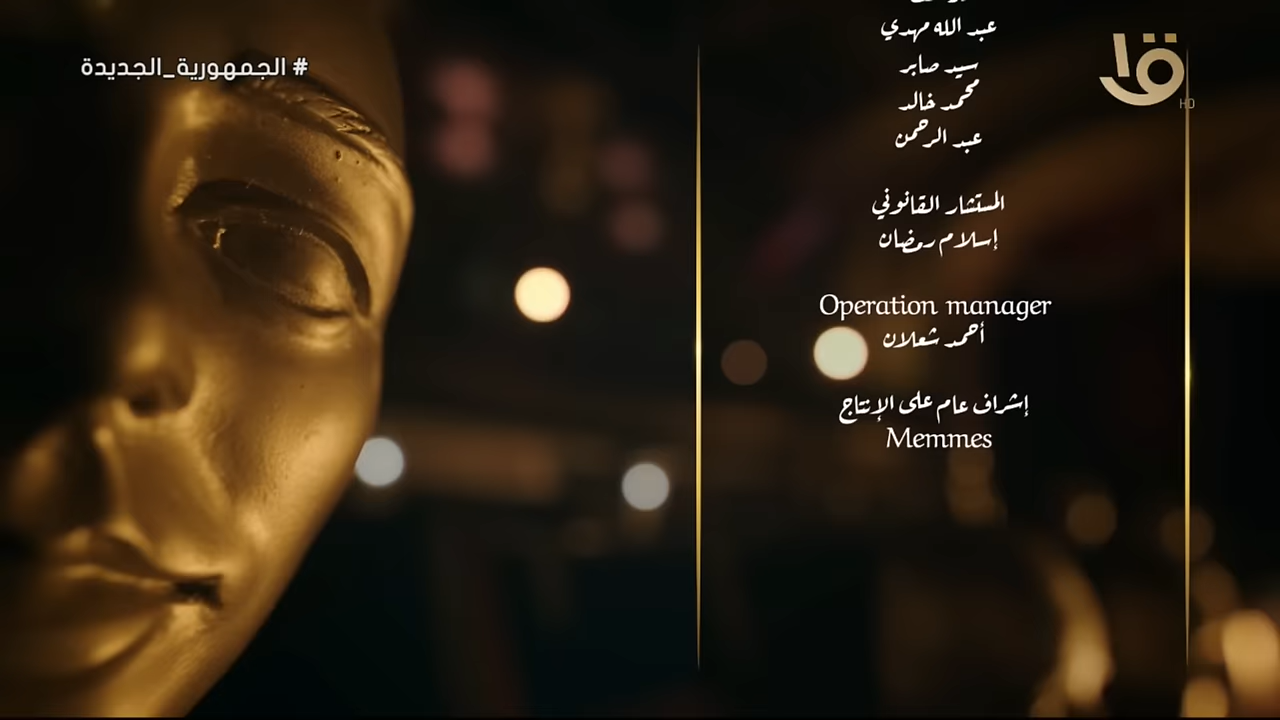 # الجمهورية_الجديدة
عبد الله مهدي
سيد صابر
محمد خالد
عبد الرحمن
المستشار القانوني
إسلام رمضان
Operation manager
أحمد شعلان
إشراف عام على الإنتاج
Memmes
HD